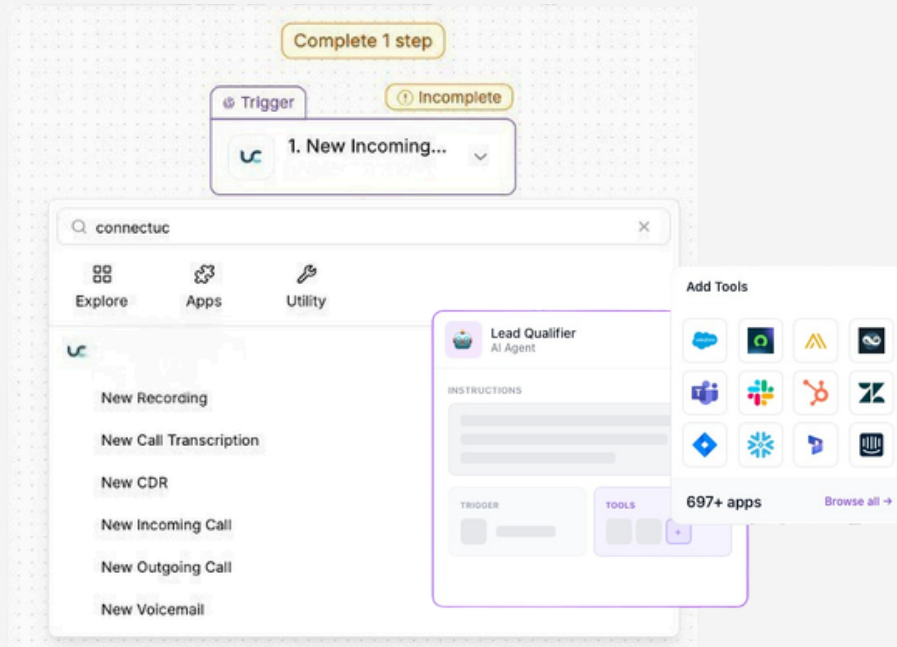 Complete 1 step
Trigger
Incomplete
1. New Incoming...
connectuc
Explore
Apps
Utility
New Recording
New Call Transcription
New CDR
New Incoming Call
New Outgoing Call
New Voicemail
Lead Qualifier
AI Agent
INSTRUCTIONS
TRIGGER
TOOLS
Add Tools
697+ apps
Browse all →